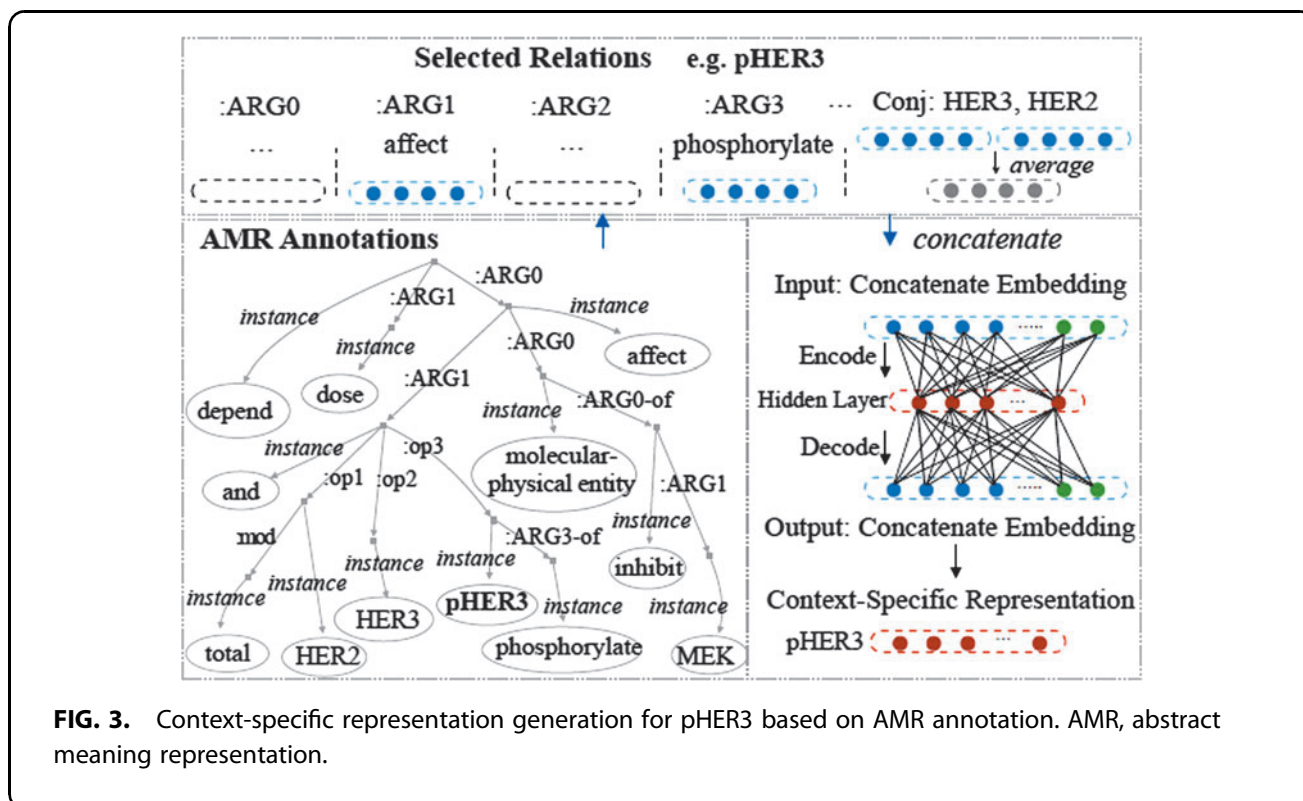 Selected Relations e.g. pHER3
:ARG0 :ARG1 :ARG2 :ARG3 ... Conj: HER3, HER2
... affect ... phosphorylate
average
AMR Annotations
concatenate
:ARG0
:ARG1
instance
instance
Input: Concatenate Embedding
instance
:ARG0
affect
Encode
:ARG1
dose
depend
:ARG0-of
Hidden Layer
...
instance
Decode
instance
:op3
molecular-
physical entity
and
:op1
:op2
:ARG1
.....
mod
:ARG3-of
instance
Output: Concatenate Embedding
instance
instance
instance
inhibit
instance
pHER3
instance
instance
Context-Specific Representation
HER3
pHER3
...
total
HER2
phosphorylate
MEK
FIG. 3. Context-specific representation generation for pHER3 based on AMR annotation. AMR, abstract
meaning representation.